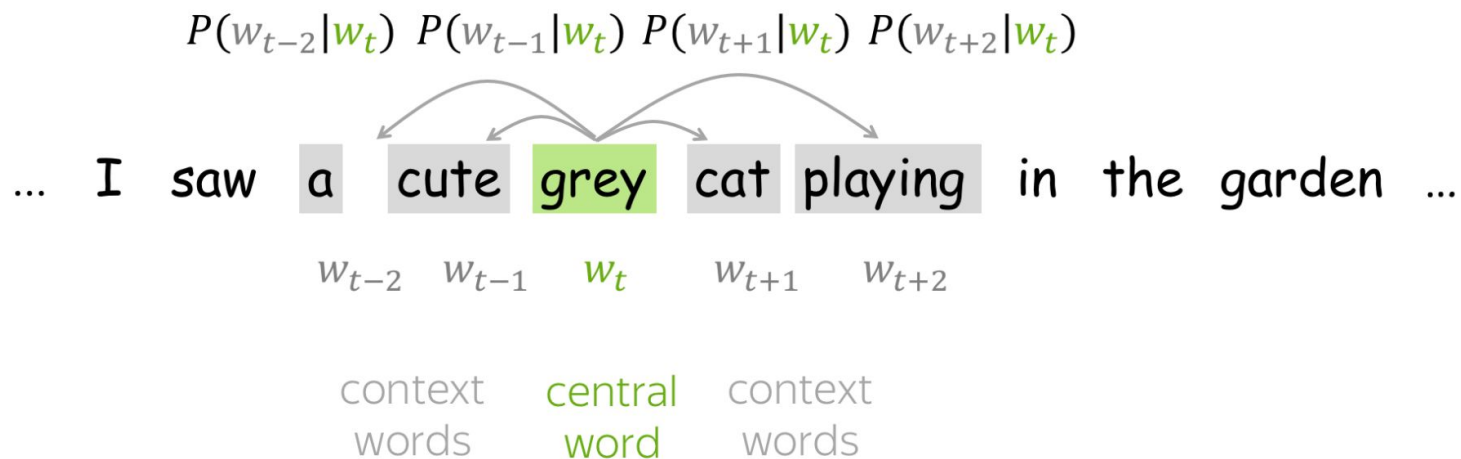 P(w_{t−2}|w_t) P(w_{t−1}|w_t) P(w_{t+1}|w_t) P(w_{t+2}|w_t)
... I saw a cute grey cat playing in the garden ...
w_{t−2} w_{t−1} w_t w_{t+1} w_{t+2}
context central context
words word words